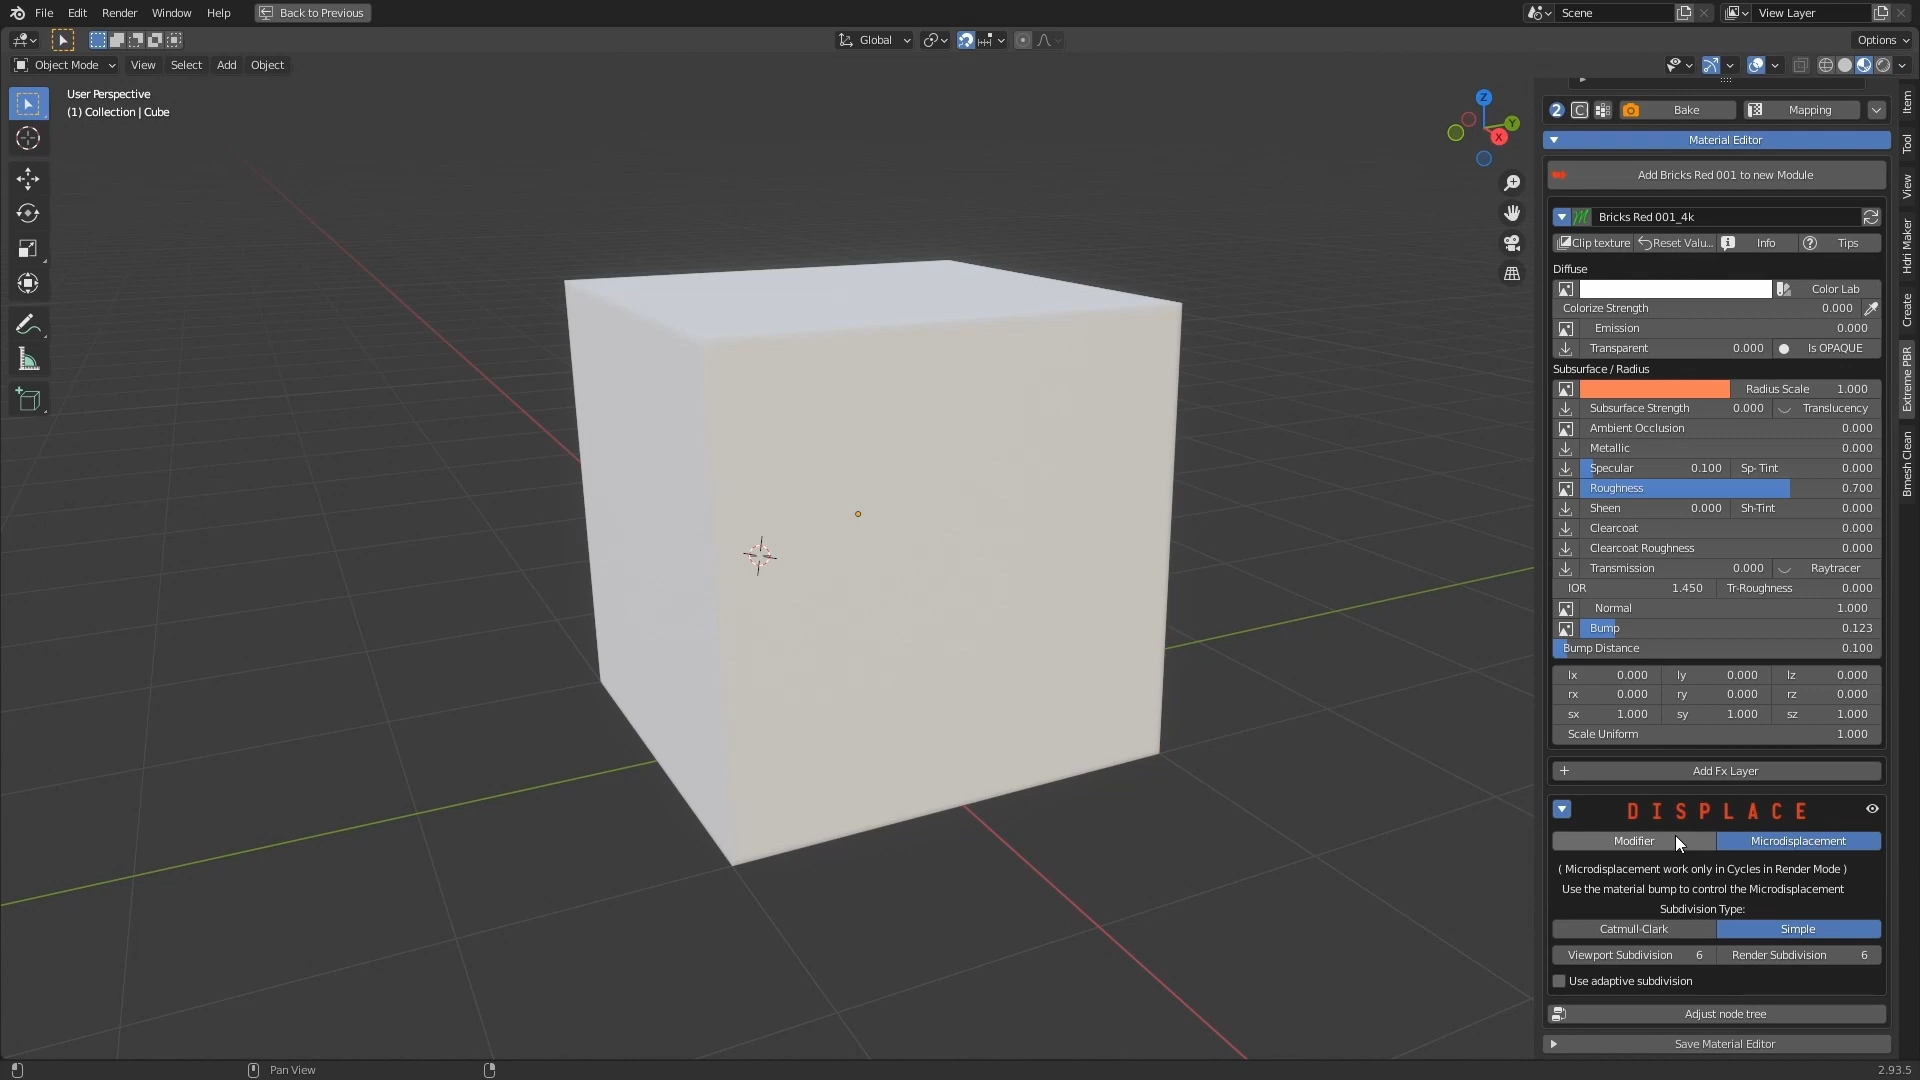 File Edit Render Window Help Back to Previous Scene View Layer
Global Options
Object Mode View Select Add Object
User Perspective
(1) Collection | Cube
Z
Y
X
2 C Bake Mapping
Material Editor
Add Bricks Red 001 to new Module
Bricks Red 001_4k
Clip texture Reset Valu... Info Tips
Diffuse
Color Lab
Colorize Strength 0.000
Emission 0.000
Transparent 0.000 Is OPAQUE
Subsurface / Radius
Radius Scale 1.000
Subsurface Strength 0.000 Translucency
Ambient Occlusion 0.000
Metallic 0.000
Specular 0.100 Sp-Tint 0.000
Roughness 0.700
Sheen 0.000 Sh-Tint 0.000
Clearcoat 0.000
Clearcoat Roughness 0.000
Transmission 0.000 Raytracer
IOR 1.450 Tr-Roughness 0.000
Normal 1.000
Bump 0.123
Bump Distance 0.100
lx 0.000 ly 0.000 lz 0.000
rx 0.000 ry 0.000 rz 0.000
sx 1.000 sy 1.000 sz 1.000
Scale Uniform 1.000
Add Fx Layer
DISPLACE
Modifier Microdisplacement
( Microdisplacement work only in Cycles in Render Mode )
Use the material bump to control the Microdisplacement
Subdivision Type:
Catmull-Clark Simple
Viewport Subdivision 6 Render Subdivision 6
Use adaptive subdivision
Adjust node tree
Save Material Editor
Item
Tool
View
Hdri Maker
Create
Extreme PBR
Bmesh Clean
Pan View 2.93.5